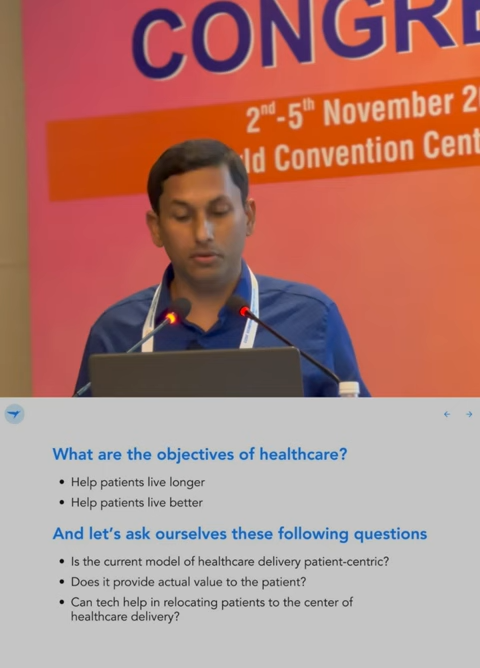 CONGRE
2nd-5th November 2
ld Convention Cent
What are the objectives of healthcare?
• Help patients live longer
• Help patients live better
And let's ask ourselves these following questions
• Is the current model of healthcare delivery patient-centric?
• Does it provide actual value to the patient?
• Can tech help in relocating patients to the center of
healthcare delivery?